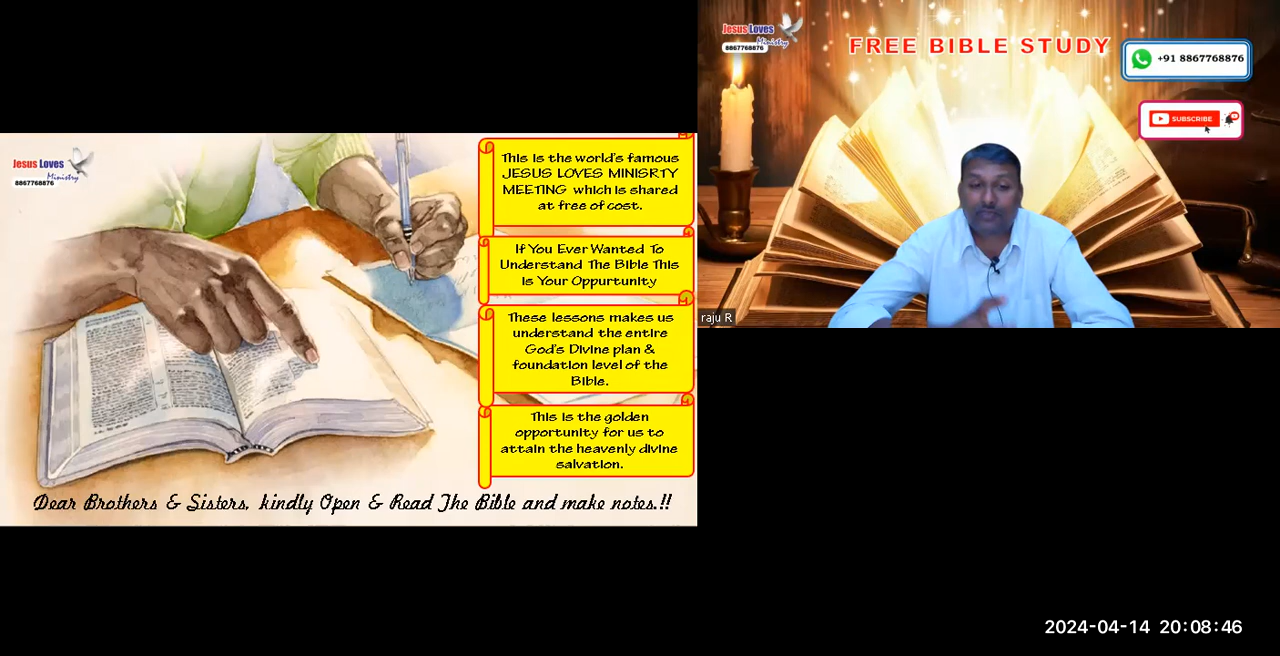 Jesus Loves
Ministry
8867768876
This is the world's famous
JESUS LOVES MINISRTY
MEETING which is shared
at free of cost.
If You Ever Wanted To
Understand The Bible This
is Your Oppurtunity
These lessons makes us
understand the entire
God's Divine plan &
foundation level of the
Bible.
This is the golden
opportunity for us to
attain the heavenly divine
salvation.
Dear Brothers & Sisters, kindly Open & Read The Bible and make notes.!!
Jesus Loves
Ministry
8867768876
FREE BIBLE STUDY
+91 8867768876
SUBSCRIBE
raju R
2024-04-14 20:08:46